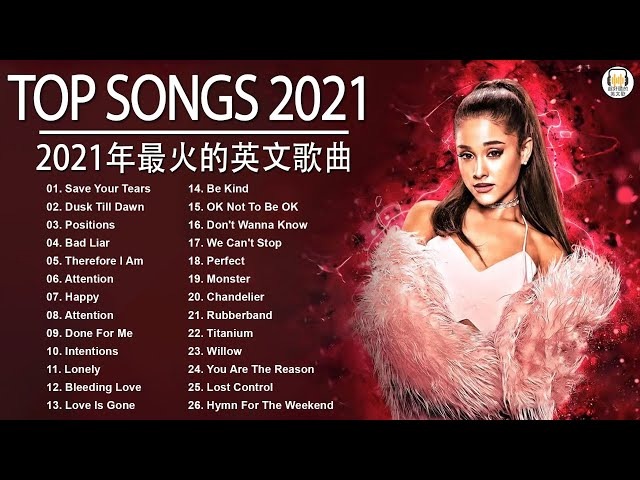 TOP SONGS 2021
2021年最火的英文歌曲
01. Save Your Tears
02. Dusk Till Dawn
03. Positions
04. Bad Liar
05. Therefore I Am
06. Attention
07. Happy
08. Attention
09. Done For Me
10. Intentions
11. Lonely
12. Bleeding Love
13. Love Is Gone
14. Be Kind
15. OK Not To Be OK
16. Don't Wanna Know
17. We Can't Stop
18. Perfect
19. Monster
20. Chandelier
21. Rubberband
22. Titanium
23. Willow
24. You Are The Reason
25. Lost Control
26. Hymn For The Weekend